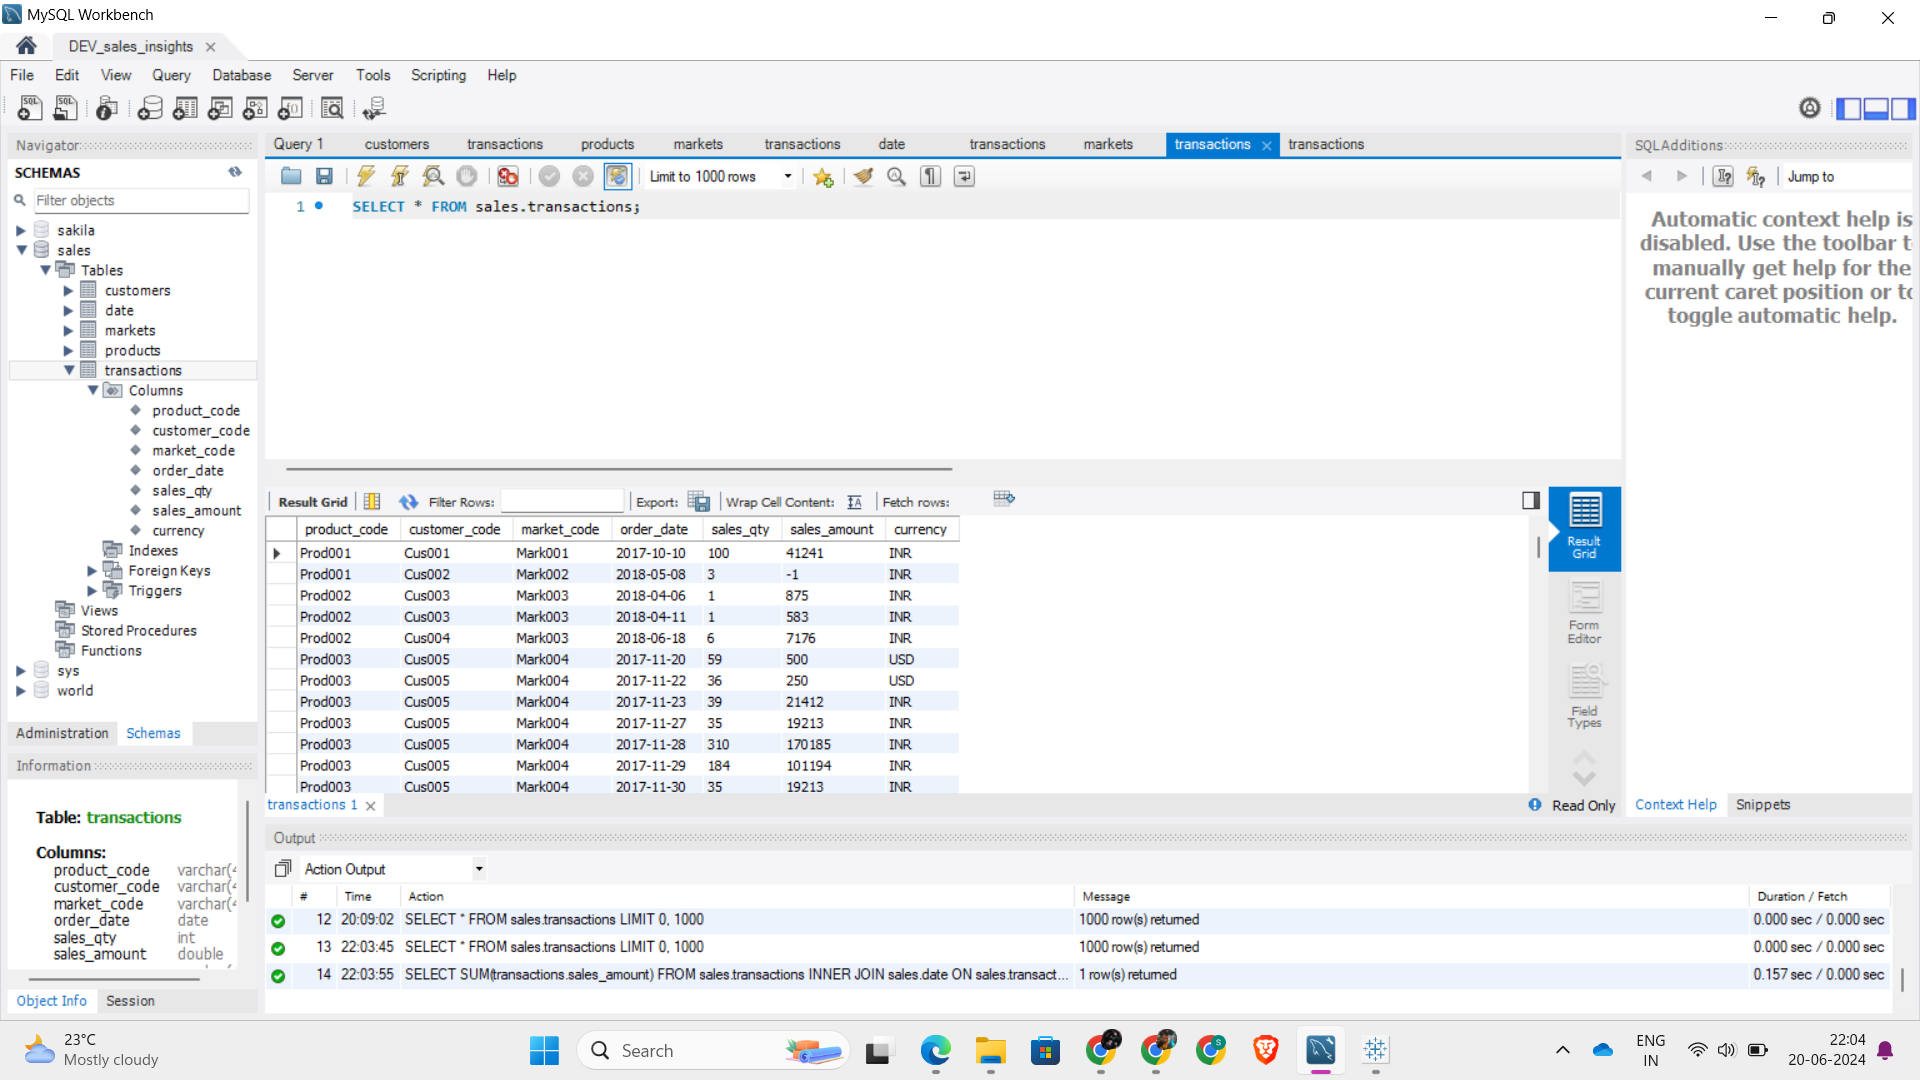 MySQL Workbench
DEV_sales_insights
File Edit View Query Database Server Tools Scripting Help
Navigator
SCHEMAS
Filter objects
sakila
sales
Tables
customers
date
markets
products
transactions
Columns
product_code
customer_code
market_code
order_date
sales_qty
sales_amount
currency
Indexes
Foreign Keys
Triggers
Views
Stored Procedures
Functions
sys
world
Administration Schemas
Information
Table: transactions
Columns:
product_code varchar(4
customer_code varchar(4
market_code varchar(4
order_date date
sales_qty int
sales_amount double
Object Info Session
Query 1 customers transactions products markets transactions date transactions markets transactions transactions
Limit to 1000 rows
1 SELECT * FROM sales.transactions;
Result Grid Filter Rows: Export: Wrap Cell Content: Fetch rows:
product_code customer_code market_code order_date sales_qty sales_amount currency
Prod001 Cus001 Mark001 2017-10-10 100 41241 INR
Prod001 Cus002 Mark002 2018-05-08 3 -1 INR
Prod002 Cus003 Mark003 2018-04-06 1 875 INR
Prod002 Cus003 Mark003 2018-04-11 1 583 INR
Prod002 Cus004 Mark003 2018-06-18 6 7176 INR
Prod003 Cus005 Mark004 2017-11-20 59 500 USD
Prod003 Cus005 Mark004 2017-11-22 36 250 USD
Prod003 Cus005 Mark004 2017-11-23 39 21412 INR
Prod003 Cus005 Mark004 2017-11-27 35 19213 INR
Prod003 Cus005 Mark004 2017-11-28 310 170185 INR
Prod003 Cus005 Mark004 2017-11-29 184 101194 INR
Prod003 Cus005 Mark004 2017-11-30 35 19213 INR
Result
Grid
Form
Editor
Field
Types
transactions 1
Read Only
SQLAdditions
Jump to
Automatic context help is
disabled. Use the toolbar t
manually get help for the
current caret position or to
toggle automatic help.
Context Help Snippets
Output
Action Output
# Time Action Message Duration / Fetch
12 20:09:02 SELECT * FROM sales.transactions LIMIT 0, 1000 1000 row(s) returned 0.000 sec / 0.000 sec
13 22:03:45 SELECT * FROM sales.transactions LIMIT 0, 1000 1000 row(s) returned 0.000 sec / 0.000 sec
14 22:03:55 SELECT SUM(transactions.sales_amount) FROM sales.transactions INNER JOIN sales.date ON sales.transact... 1 row(s) returned 0.157 sec / 0.000 sec
23°C
Mostly cloudy
Search
ENG
IN
22:04
20-06-2024